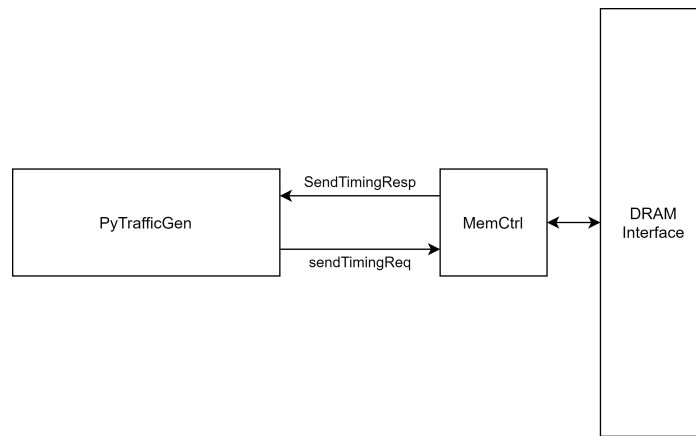 SendTimingResp
PyTrafficGen
MemCtrl
DRAM
Interface
sendTimingReq